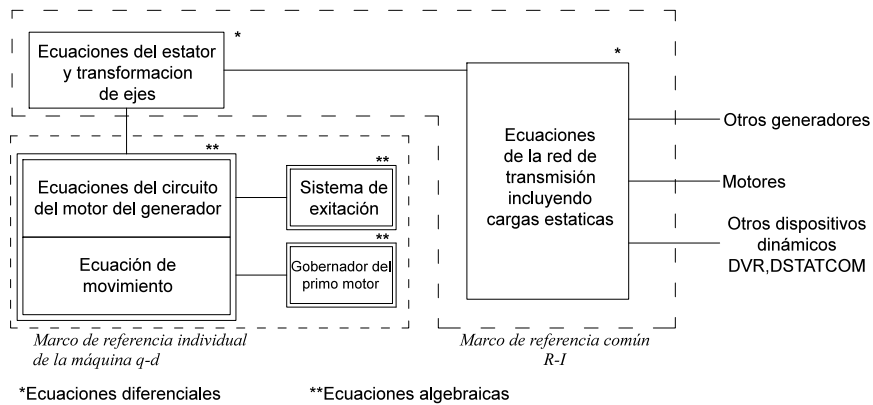 *
Ecuaciones del estator
y transformacion
de ejes
*
Ecuaciones
de la red de
transmisión
incluyendo
cargas estaticas
Otros generadores
Motores
Otros dispositivos
dinámicos
DVR,DSTATCOM
**
Ecuaciones del circuito
del motor del generador
Ecuación de
movimiento
**
Sistema de
exitación
**
Gobernador del
primo motor
Marco de referencia individual
de la máquina q-d
Marco de referencia común
R-I
*Ecuaciones diferenciales
**Ecuaciones algebraicas